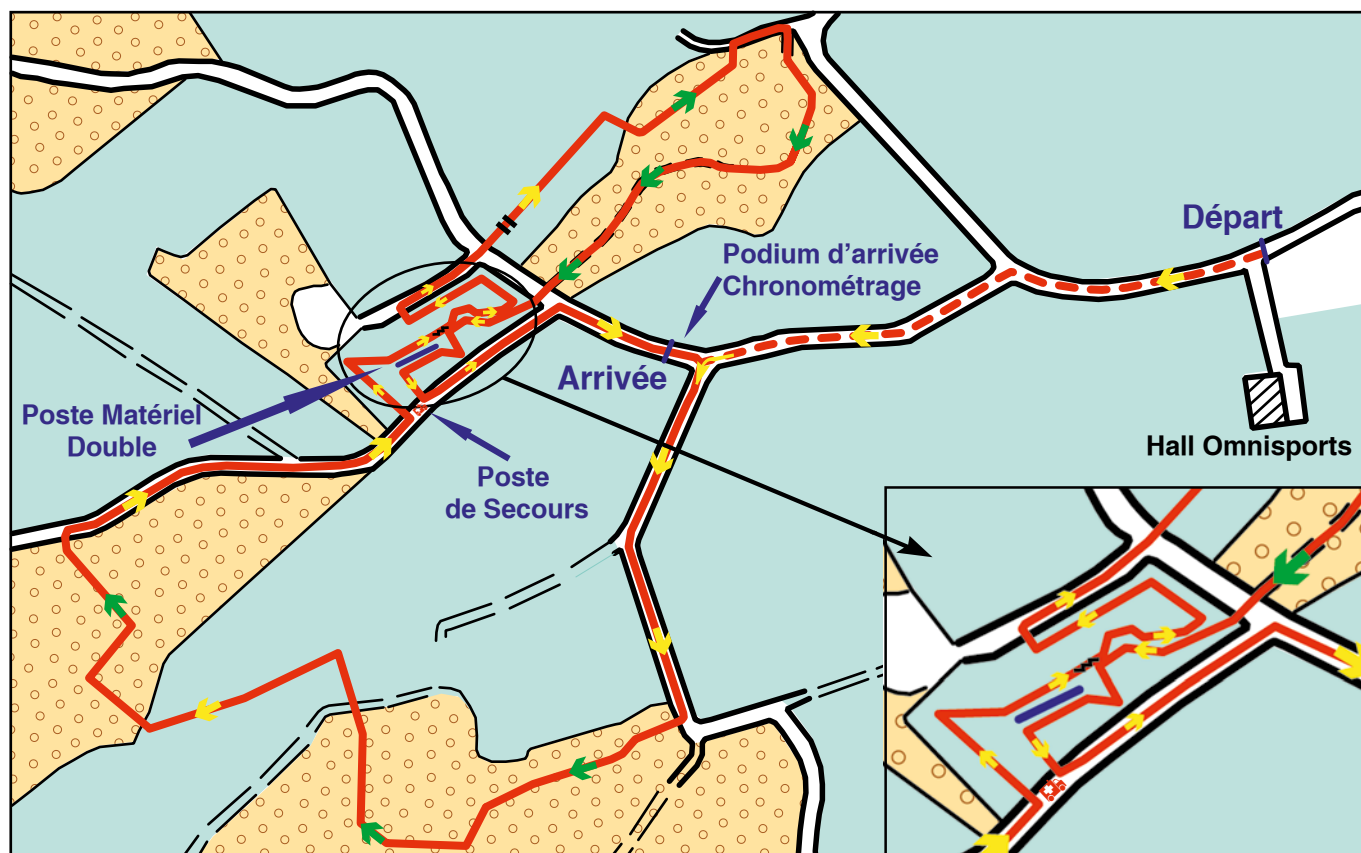 Départ
Podium d’arrivée
Chronométrage
Arrivée
Poste Matériel
Double
Hall Omnisports
Poste
de Secours